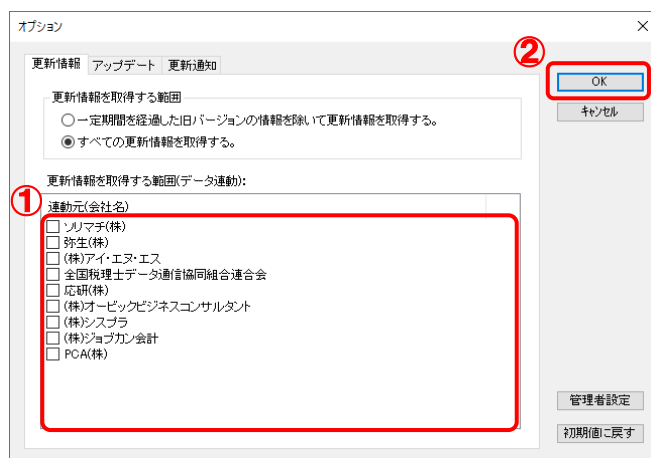 オプション
②
更新情報 アップデート 更新通知
OK
更新情報を取得する範囲
キャンセル
一定期間を経過した旧バージョンの情報を除いて更新情報を取得する。
すべての更新情報を取得する。
更新情報を取得する範囲(データ連動):
①
連動元(会社名)
ソリマチ(株)
弥生(株)
(株)アイ・エヌ・エス
全国税理士データ通信協同組合連合会
応研(株)
(株)オービックビジネスコンサルタント
(株)シスプラ
(株)ジョブカン会計
PCA(株)
管理者設定
初期値に戻す